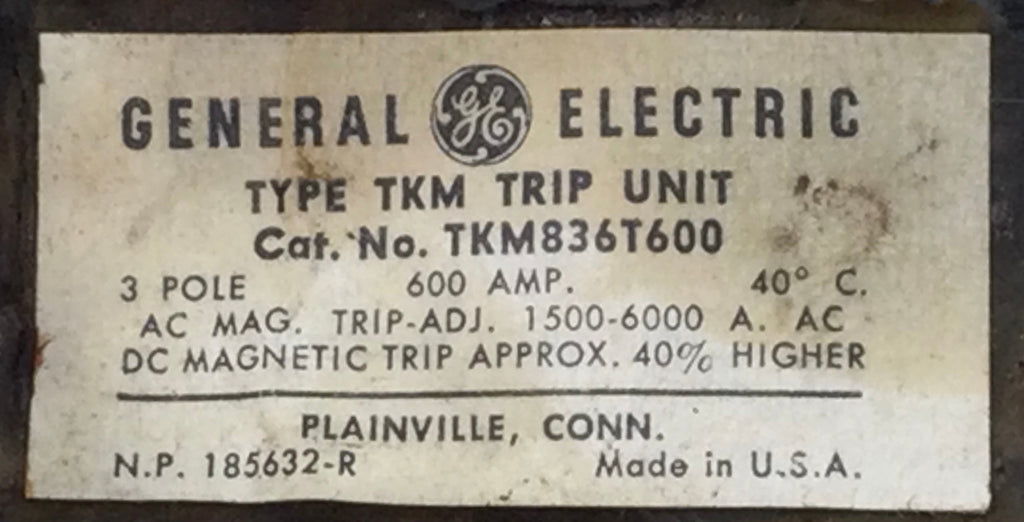 GENERAL GE ELECTRIC
TYPE TKM TRIP UNIT
Cat. No. TKM836T600
3 POLE 600 AMP. 40° C.
AC MAG. TRIP-ADJ. 1500-6000 A. AC
DC MAGNETIC TRIP APPROX. 40% HIGHER
PLAINVILLE, CONN.
N.P. 185632-R Made in U.S.A.